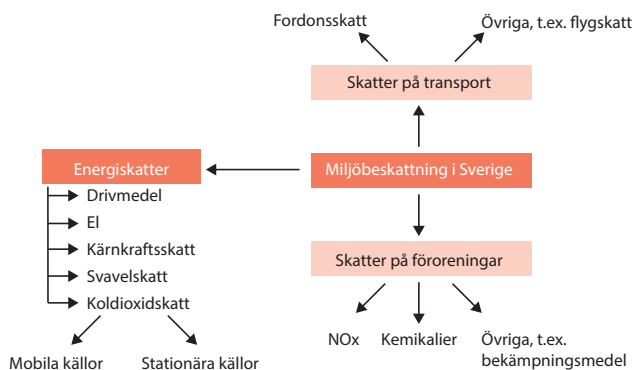 Fordonsskatt
Övriga, t.ex. flygskatt
Skatter på transport
Energiskatter
Miljöbeskattning i Sverige
Drivmedel
El
Kärnkraftsskatt
Svavelskatt
Koldioxidskatt
Mobila källor
Stationära källor
Skatter på föroreningar
NOx
Kemikalier
Övriga, t.ex.
bekämpningsmedel